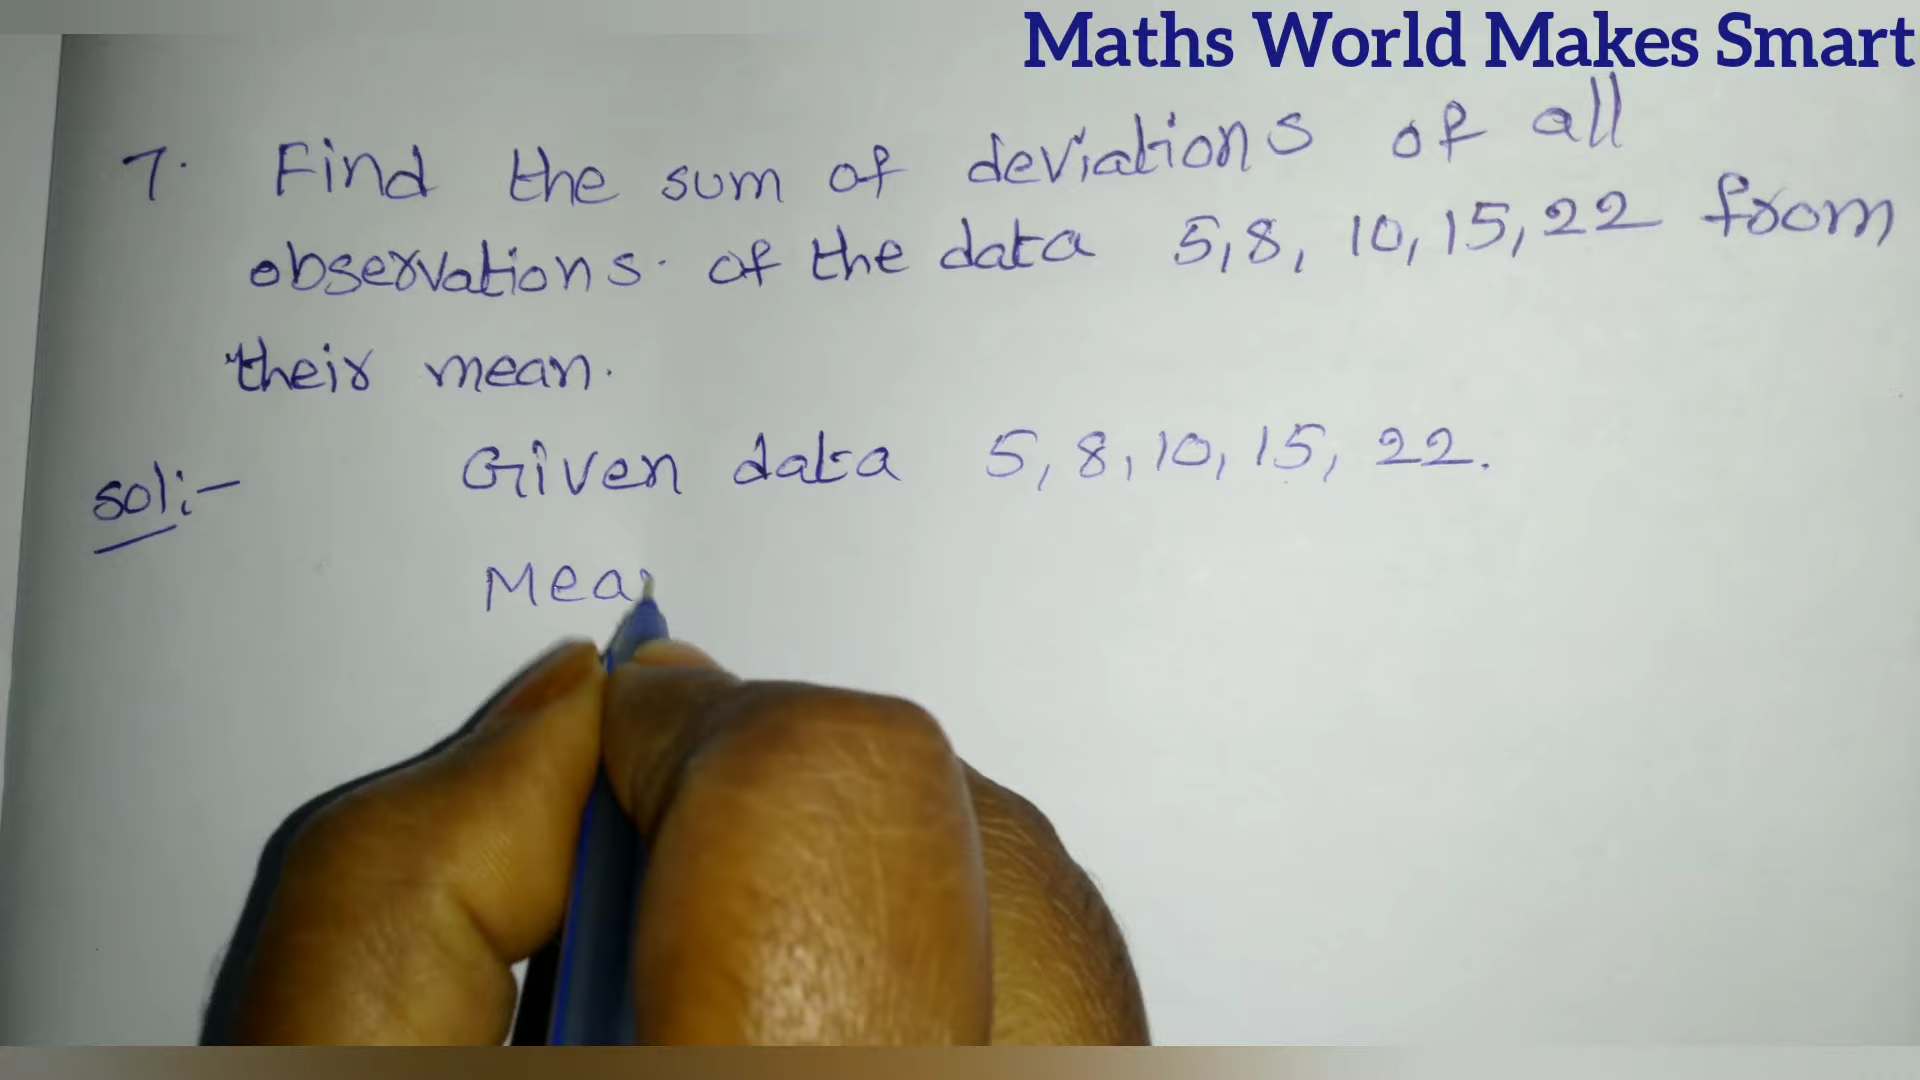 Maths World Makes Smart
7. Find the sum of deviations of all
observations. of the data 5,8, 10,15,22 from
their mean.
sol:- Given data 5, 8, 10, 15, 22.
Mea